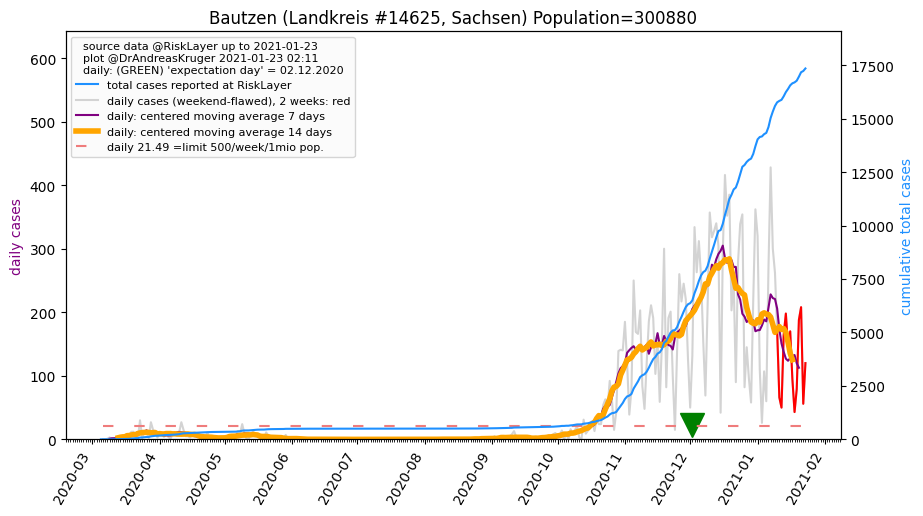 Bautzen (Landkreis #14625, Sachsen) Population=300880
source data @RiskLayer up to 2021-01-23
plot @DrAndreasKruger 2021-01-23 02:11
daily: (GREEN) 'expectation day' = 02.12.2020
total cases reported at RiskLayer
daily cases (weekend-flawed), 2 weeks: red
daily: centered moving average 7 days
daily: centered moving average 14 days
daily 21.49 =limit 500/week/1mio pop.
daily cases
600
500
400
300
200
100
0
17500
15000
12500
10000
7500
5000
2500
0
cumulative total cases
2020-03
2020-04
2020-05
2020-06
2020-07
2020-08
2020-09
2020-10
2020-11
2020-12
2021-01
2021-02